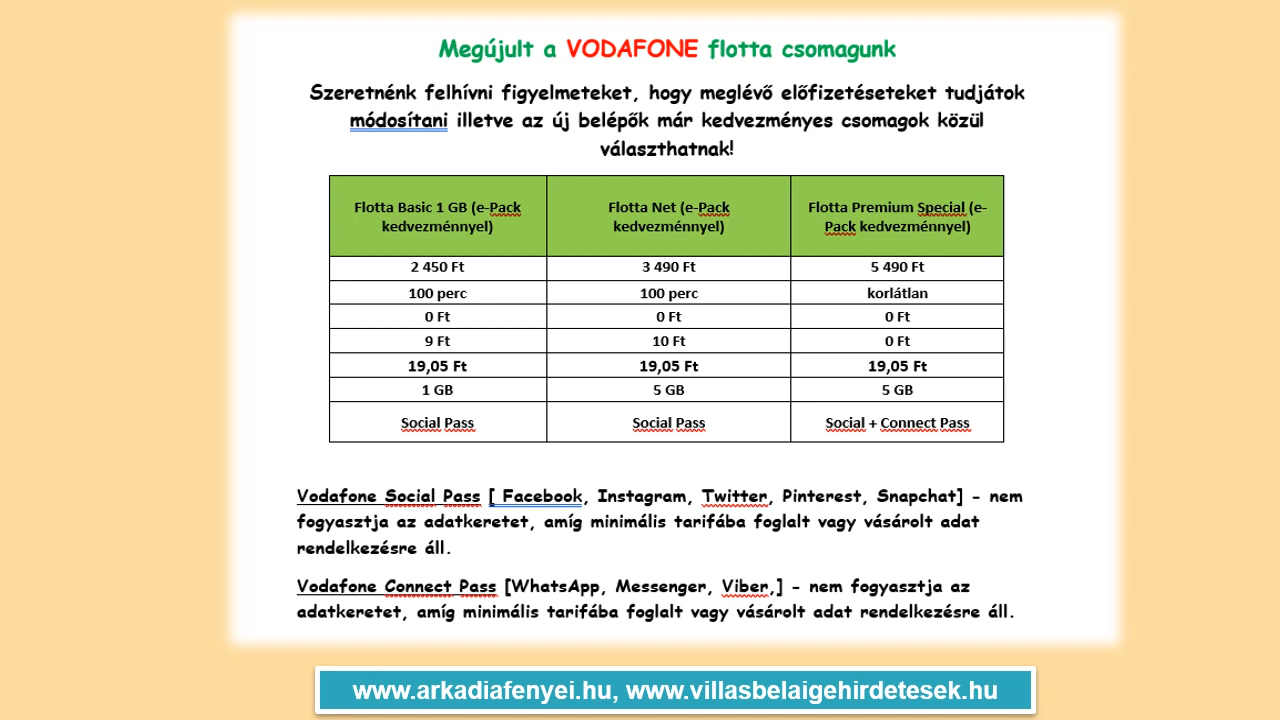 Megújult a VODAFONE flotta csomagunk
Szeretnénk felhívni figyelmeteket, hogy meglévő előfizetéseteket tudjátok
módosítani illetve az új belépők már kedvezményes csomagok közül
választhatnak!
Flotta Basic 1 GB (e-Pack kedvezménnyel) Flotta Net (e-Pack kedvezménnyel) Flotta Premium Special (e-Pack kedvezménnyel)
2 450 Ft 3 490 Ft 5 490 Ft
100 perc 100 perc korlátlan
0 Ft 0 Ft 0 Ft
9 Ft 10 Ft 0 Ft
19,05 Ft 19,05 Ft 19,05 Ft
1 GB 5 GB 5 GB
Social Pass Social Pass Social + Connect Pass
Vodafone Social Pass [ Facebook, Instagram, Twitter, Pinterest, Snapchat] - nem
fogyasztja az adatkeretet, amíg minimális tarifába foglalt vagy vásárolt adat
rendelkezésre áll.
Vodafone Connect Pass [WhatsApp, Messenger, Viber,] - nem fogyasztja az
adatkeretet, amíg minimális tarifába foglalt vagy vásárolt adat rendelkezésre áll.
www.arkadiafenyei.hu, www.villasbelaigehirdetesek.hu